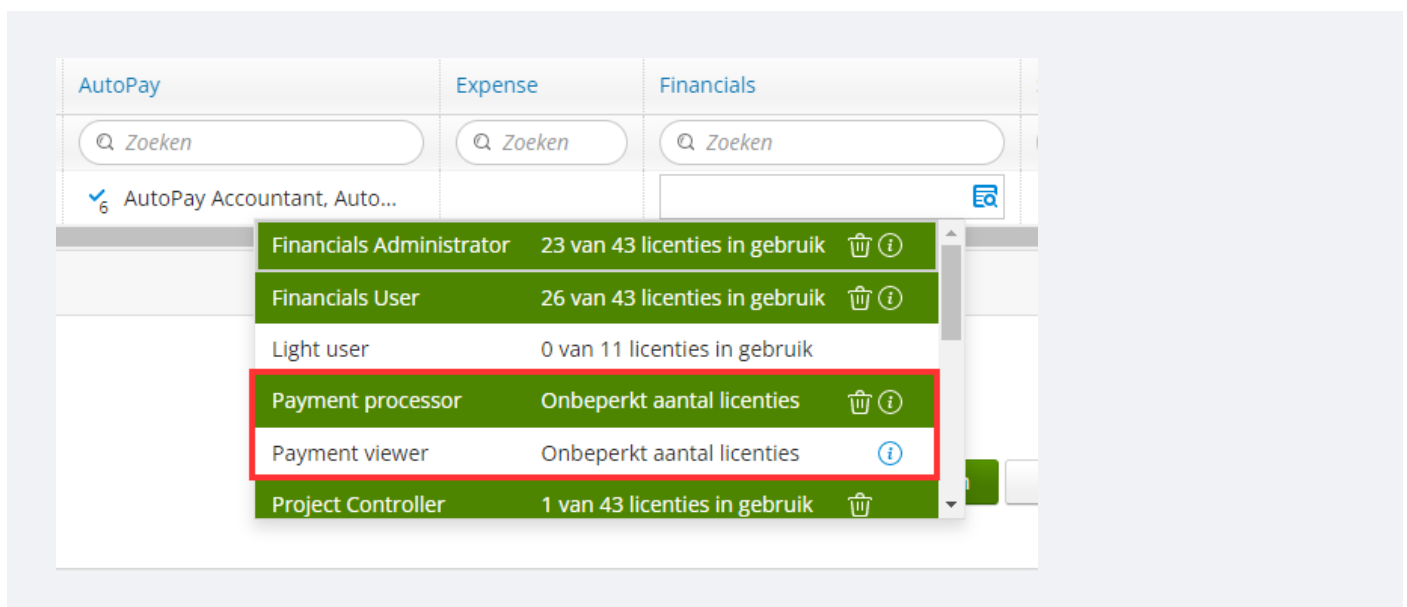 AutoPay Expense Financials
Zoeken Zoeken Zoeken
6 AutoPay Accountant, Auto...
Financials Administrator 23 van 43 licenties in gebruik
Financials User 26 van 43 licenties in gebruik
Light user 0 van 11 licenties in gebruik
Payment processor Onbeperkt aantal licenties
Payment viewer Onbeperkt aantal licenties
Project Controller 1 van 43 licenties in gebruik